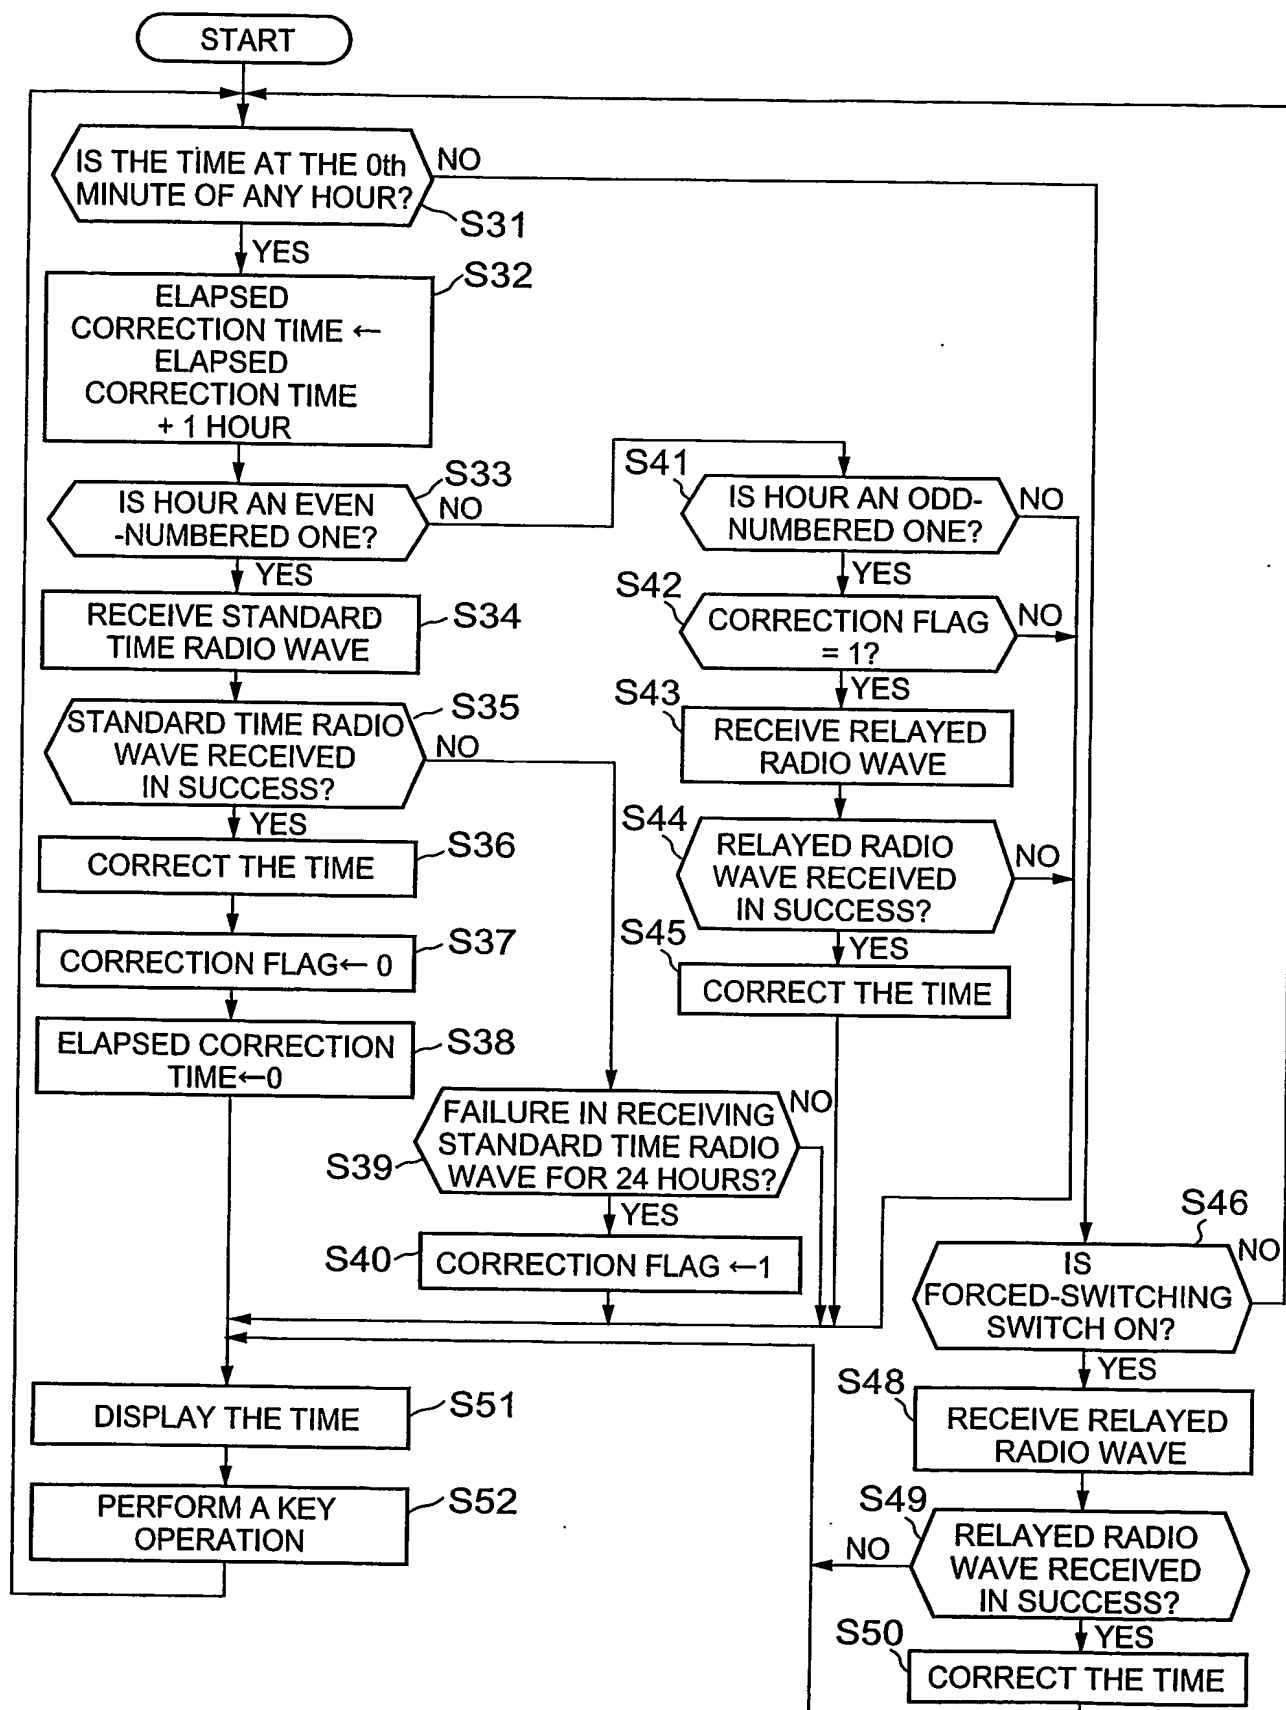 START
IS THE TIME AT THE 0th
MINUTE OF ANY HOUR?
NO
S31
YES
S32
ELAPSED
CORRECTION TIME ←
ELAPSED
CORRECTION TIME
+ 1 HOUR
S33
IS HOUR AN EVEN
-NUMBERED ONE?
NO
YES
S34
RECEIVE STANDARD
TIME RADIO WAVE
S35
STANDARD TIME RADIO
WAVE RECEIVED
IN SUCCESS?
NO
YES
S36
CORRECT THE TIME
S37
CORRECTION FLAG← 0
S38
ELAPSED CORRECTION
TIME←0
S39
FAILURE IN RECEIVING
STANDARD TIME RADIO
WAVE FOR 24 HOURS?
NO
YES
S40
CORRECTION FLAG ←1
S41
IS HOUR AN ODD-
NUMBERED ONE?
NO
YES
S42
CORRECTION FLAG
= 1?
NO
YES
S43
RECEIVE RELAYED
RADIO WAVE
S44
RELAYED RADIO
WAVE RECEIVED
IN SUCCESS?
NO
YES
S45
CORRECT THE TIME
S46
IS
FORCED-SWITCHING
SWITCH ON?
NO
YES
S48
RECEIVE RELAYED
RADIO WAVE
S49
RELAYED RADIO
WAVE RECEIVED
IN SUCCESS?
NO
YES
S50
CORRECT THE TIME
S51
DISPLAY THE TIME
S52
PERFORM A KEY
OPERATION